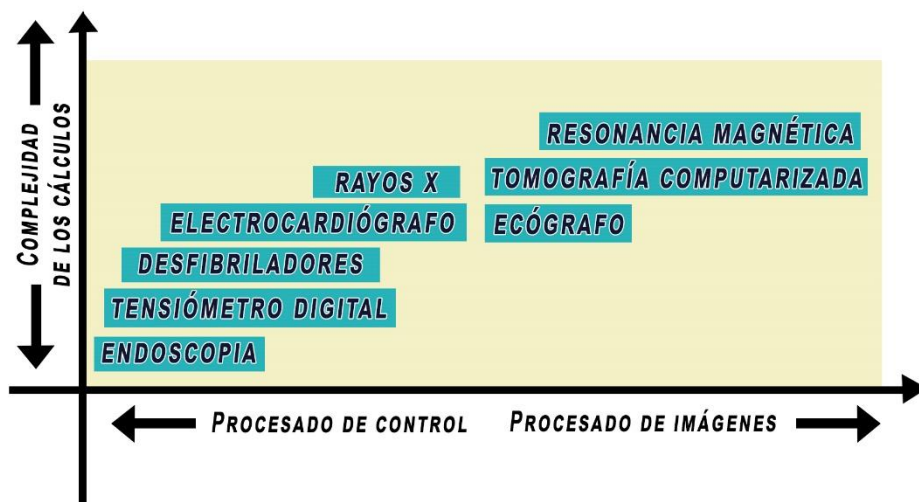 COMPLEJIDAD
DE LOS CÁLCULOS
RESONANCIA MAGNÉTICA
RAYOS X
TOMOGRAFÍA COMPUTARIZADA
ELECTROCARDIÓGRAFO
ECÓGRAFO
DESFIBRILADORES
TENSIÓMETRO DIGITAL
ENDOSCOPIA
PROCESADO DE CONTROL
PROCESADO DE IMÁGENES